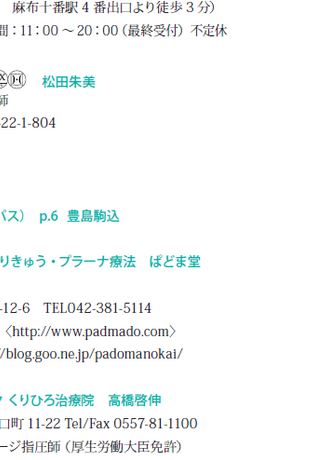 麻布十番駅 4 番出口より徒歩 3 分）
間：11：00 ～ 20：00（最終受付）不定休
松田朱美
師
22-1-804
パス）　p.6　豊島駒込
りきゅう・プラーナ療法　ぱどま堂
-12-6　TEL042-381-5114
〈http://www.padmado.com〉
/blog.goo.ne.jp/padomanokai/
くりひろ治療院　高橋啓伸
口町 11-22 Tel/Fax 0557-81-1100
ージ指圧師（厚生労働大臣免許）